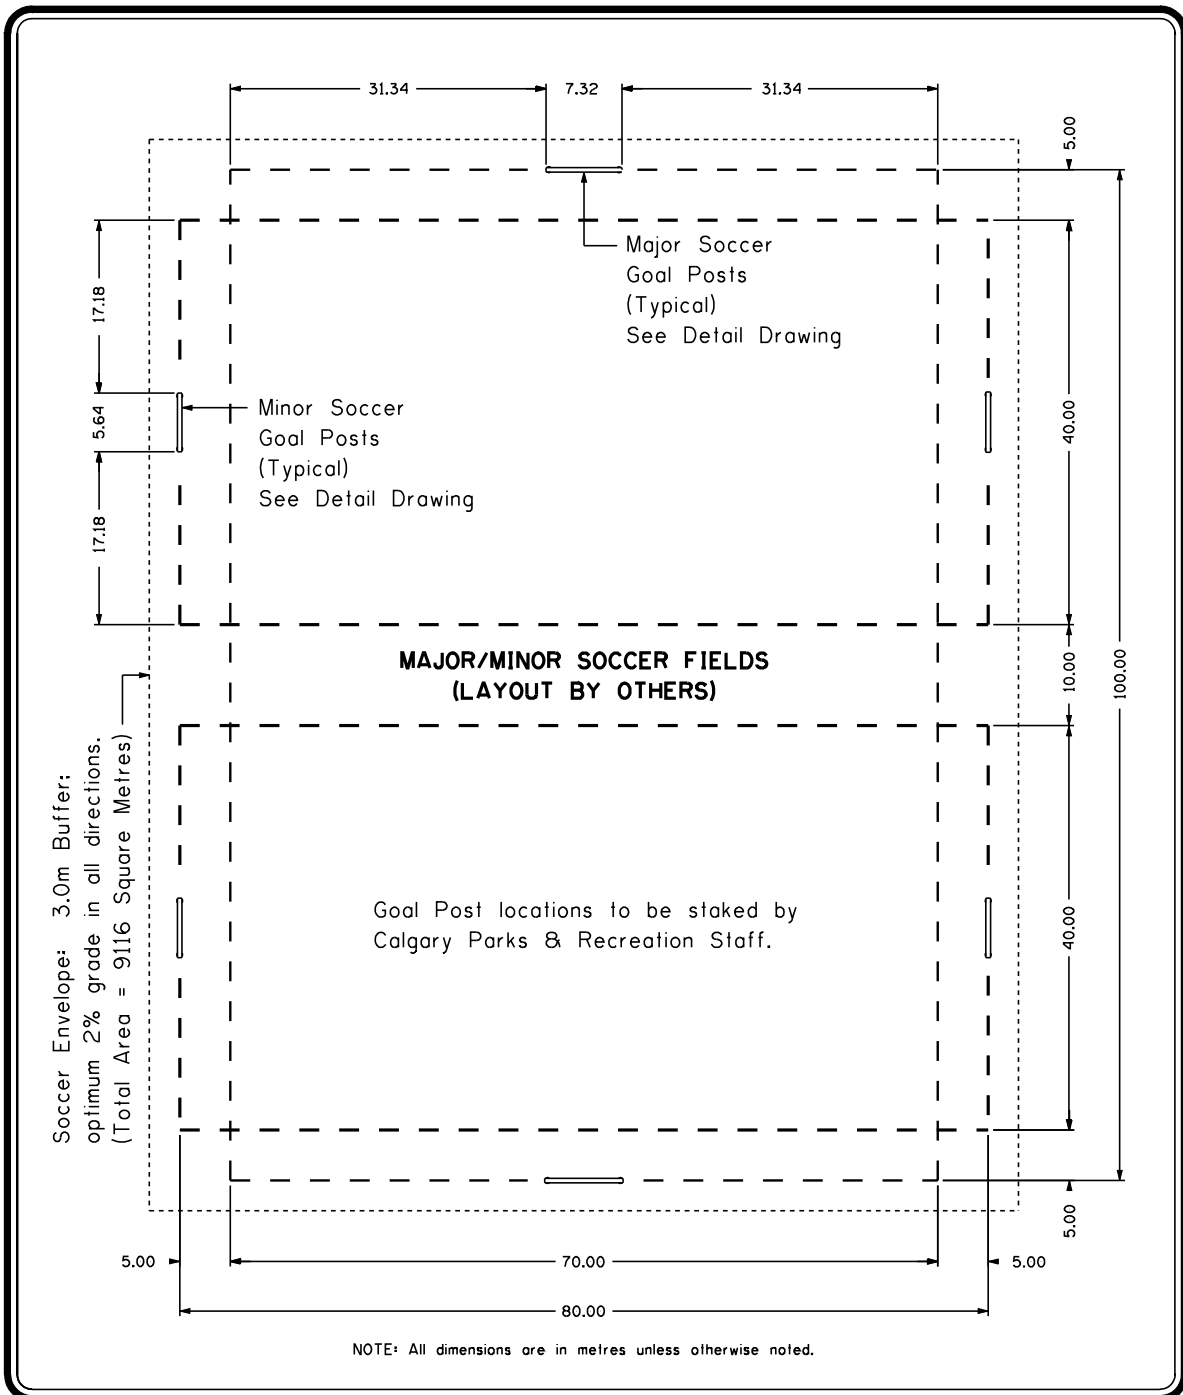 31.34
7.32
31.34
5.00
Major Soccer
Goal Posts
(Typical)
See Detail Drawing
17.18
5.64
17.18
Minor Soccer
Goal Posts
(Typical)
See Detail Drawing
40.00
MAJOR/MINOR SOCCER FIELDS
(LAYOUT BY OTHERS)
10.00
100.00
Soccer Envelope: 3.0m Buffer;
optimum 2% grade in all directions.
(Total Area = 9116 Square Metres)
Goal Post locations to be staked by
Calgary Parks & Recreation Staff.
40.00
5.00
5.00
70.00
5.00
80.00
NOTE: All dimensions are in metres unless otherwise noted.